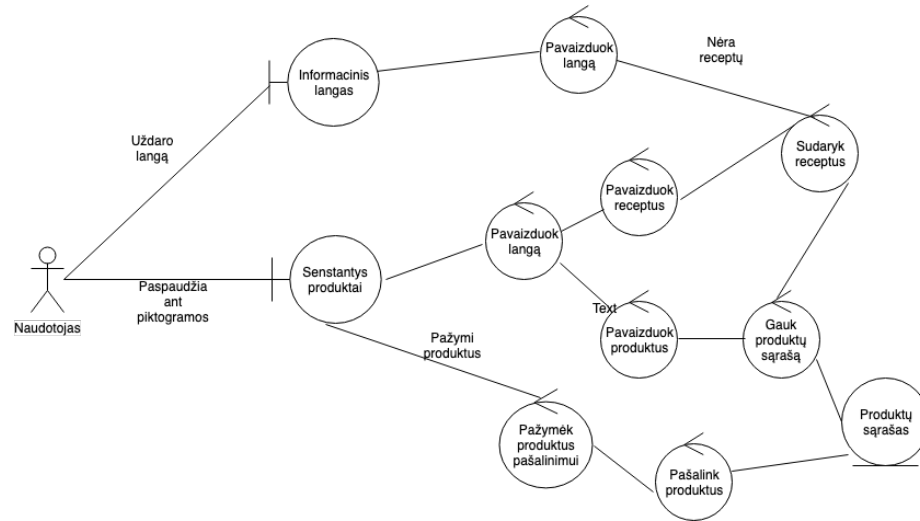 Informacinis
langas
Pavaizduok
langą
Nėra
receptų
Uždaro
langą
Sudaryk
receptus
Pavaizduok
receptus
Pavaizduok
langą
Senstantys
produktai
Naudotojas
Paspaudžia
ant
piktogramos
Text
Pavaizduok
produktus
Gauk
produktų
sąrašą
Pažymi
produktus
Produktų
sąrašas
Pažymėk
produktus
pašalinimui
Pašalink
produktus